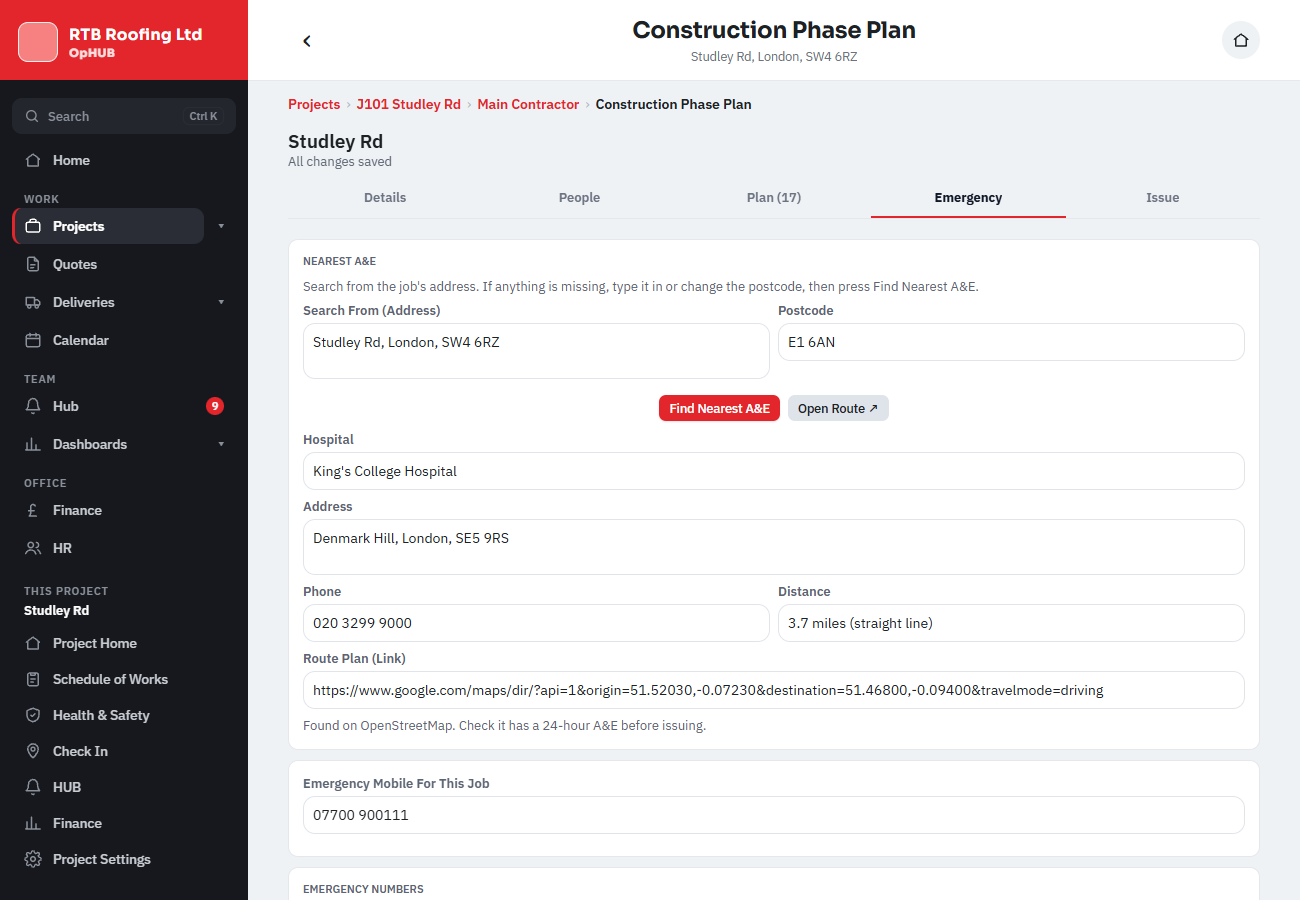 RTB Roofing Ltd
OpHUB
Construction Phase Plan
Studley Rd, London, SW4 6RZ
Search
Ctrl K
Home
WORK
Projects
Quotes
Deliveries
Calendar
TEAM
Hub
9
Dashboards
OFFICE
Finance
HR
THIS PROJECT
Studley Rd
Project Home
Schedule of Works
Health & Safety
Check In
HUB
Finance
Project Settings
Projects › J101 Studley Rd › Main Contractor › Construction Phase Plan
Studley Rd
All changes saved
Details People Plan (17) Emergency Issue
NEAREST A&E
Search from the job's address. If anything is missing, type it in or change the postcode, then press Find Nearest A&E.
Search From (Address) Postcode
Studley Rd, London, SW4 6RZ E1 6AN
Find Nearest A&E Open Route ↗
Hospital
King's College Hospital
Address
Denmark Hill, London, SE5 9RS
Phone Distance
020 3299 9000 3.7 miles (straight line)
Route Plan (Link)
https://www.google.com/maps/dir/?api=1&origin=51.52030,-0.07230&destination=51.46800,-0.09400&travelmode=driving
Found on OpenStreetMap. Check it has a 24-hour A&E before issuing.
Emergency Mobile For This Job
07700 900111
EMERGENCY NUMBERS